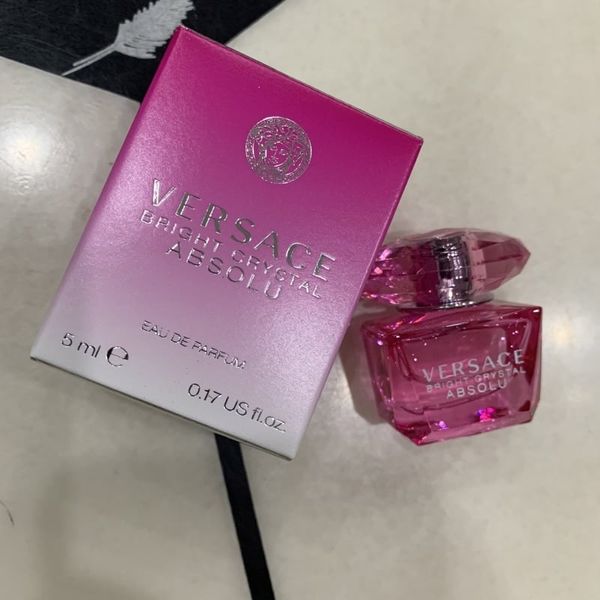 VERSACE
BRIGHT CRYSTAL
ABSOLU
EAU DE PARFUM
5 ml ℮
0.17 US fl.oz.
VERSACE
BRIGHT CRYSTAL
ABSOLU